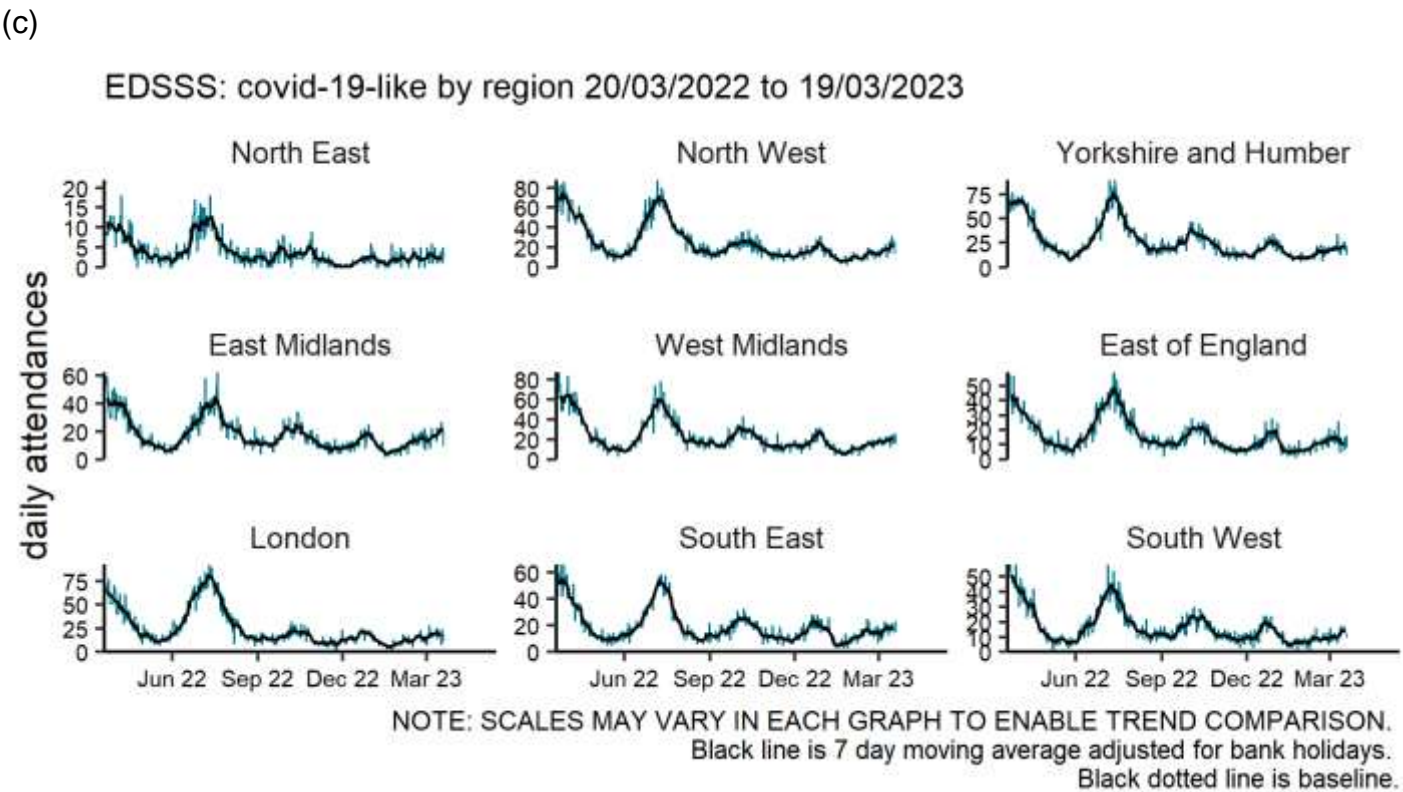 (c)
EDSSS: covid-19-like by region 20/03/2022 to 19/03/2023
North East North West Yorkshire and Humber
20 15 10 5 0
80 60 40 20 0
75 50 25 0
daily attendances
East Midlands West Midlands East of England
60 40 20 0
80 60 40 20 0
50 40 30 20 10 0
London South East South West
75 50 25 0
60 40 20 0
50 40 30 20 10 0
Jun 22 Sep 22 Dec 22 Mar 23 Jun 22 Sep 22 Dec 22 Mar 23 Jun 22 Sep 22 Dec 22 Mar 23
NOTE: SCALES MAY VARY IN EACH GRAPH TO ENABLE TREND COMPARISON.
Black line is 7 day moving average adjusted for bank holidays.
Black dotted line is baseline.